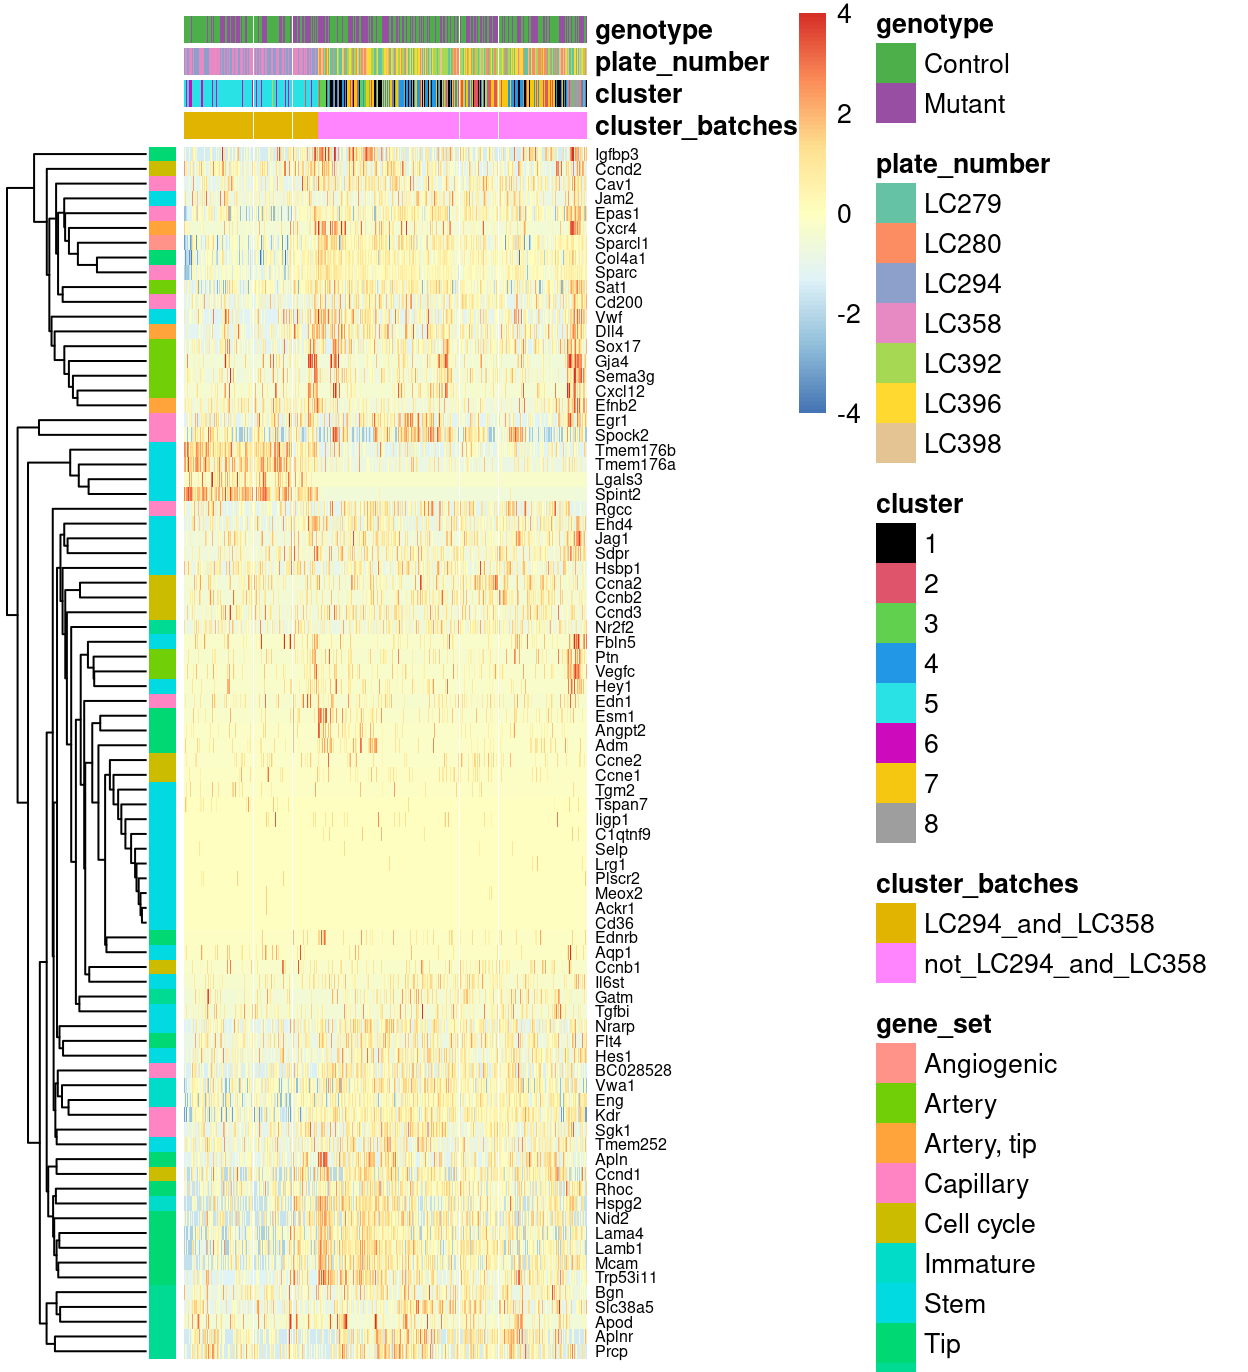 genotype
plate_number
cluster
cluster_batches
Igfbp3
Ccnd2
Cav1
Jam2
Epas1
Cxcr4
Sparcl1
Col4a1
Sparc
Sat1
Cd200
Vwf
Dll4
Sox17
Gja4
Sema3g
Cxcl12
Efnb2
Egr1
Spock2
Tmem176b
Tmem176a
Lgals3
Spint2
Rgcc
Ehd4
Jag1
Sdpr
Hsbp1
Ccna2
Ccnb2
Ccnd3
Nr2f2
Fbln5
Ptn
Vegfc
Hey1
Edn1
Esm1
Angpt2
Adm
Ccne2
Ccne1
Tgm2
Tspan7
Iigp1
C1qtnf9
Selp
Lrg1
Plscr2
Meox2
Ackr1
Cd36
Ednrb
Aqp1
Ccnb1
Il6st
Gatm
Tgfbi
Nrarp
Flt4
Hes1
BC028528
Vwa1
Eng
Kdr
Sgk1
Tmem252
Apln
Ccnd1
Rhoc
Hspg2
Nid2
Lama4
Lamb1
Mcam
Trp53i11
Bgn
Slc38a5
Apod
Aplnr
Prcp
4
2
0
-2
-4
genotype
Control
Mutant
plate_number
LC279
LC280
LC294
LC358
LC392
LC396
LC398
cluster
1
2
3
4
5
6
7
8
cluster_batches
LC294_and_LC358
not_LC294_and_LC358
gene_set
Angiogenic
Artery
Artery, tip
Capillary
Cell cycle
Immature
Stem
Tip